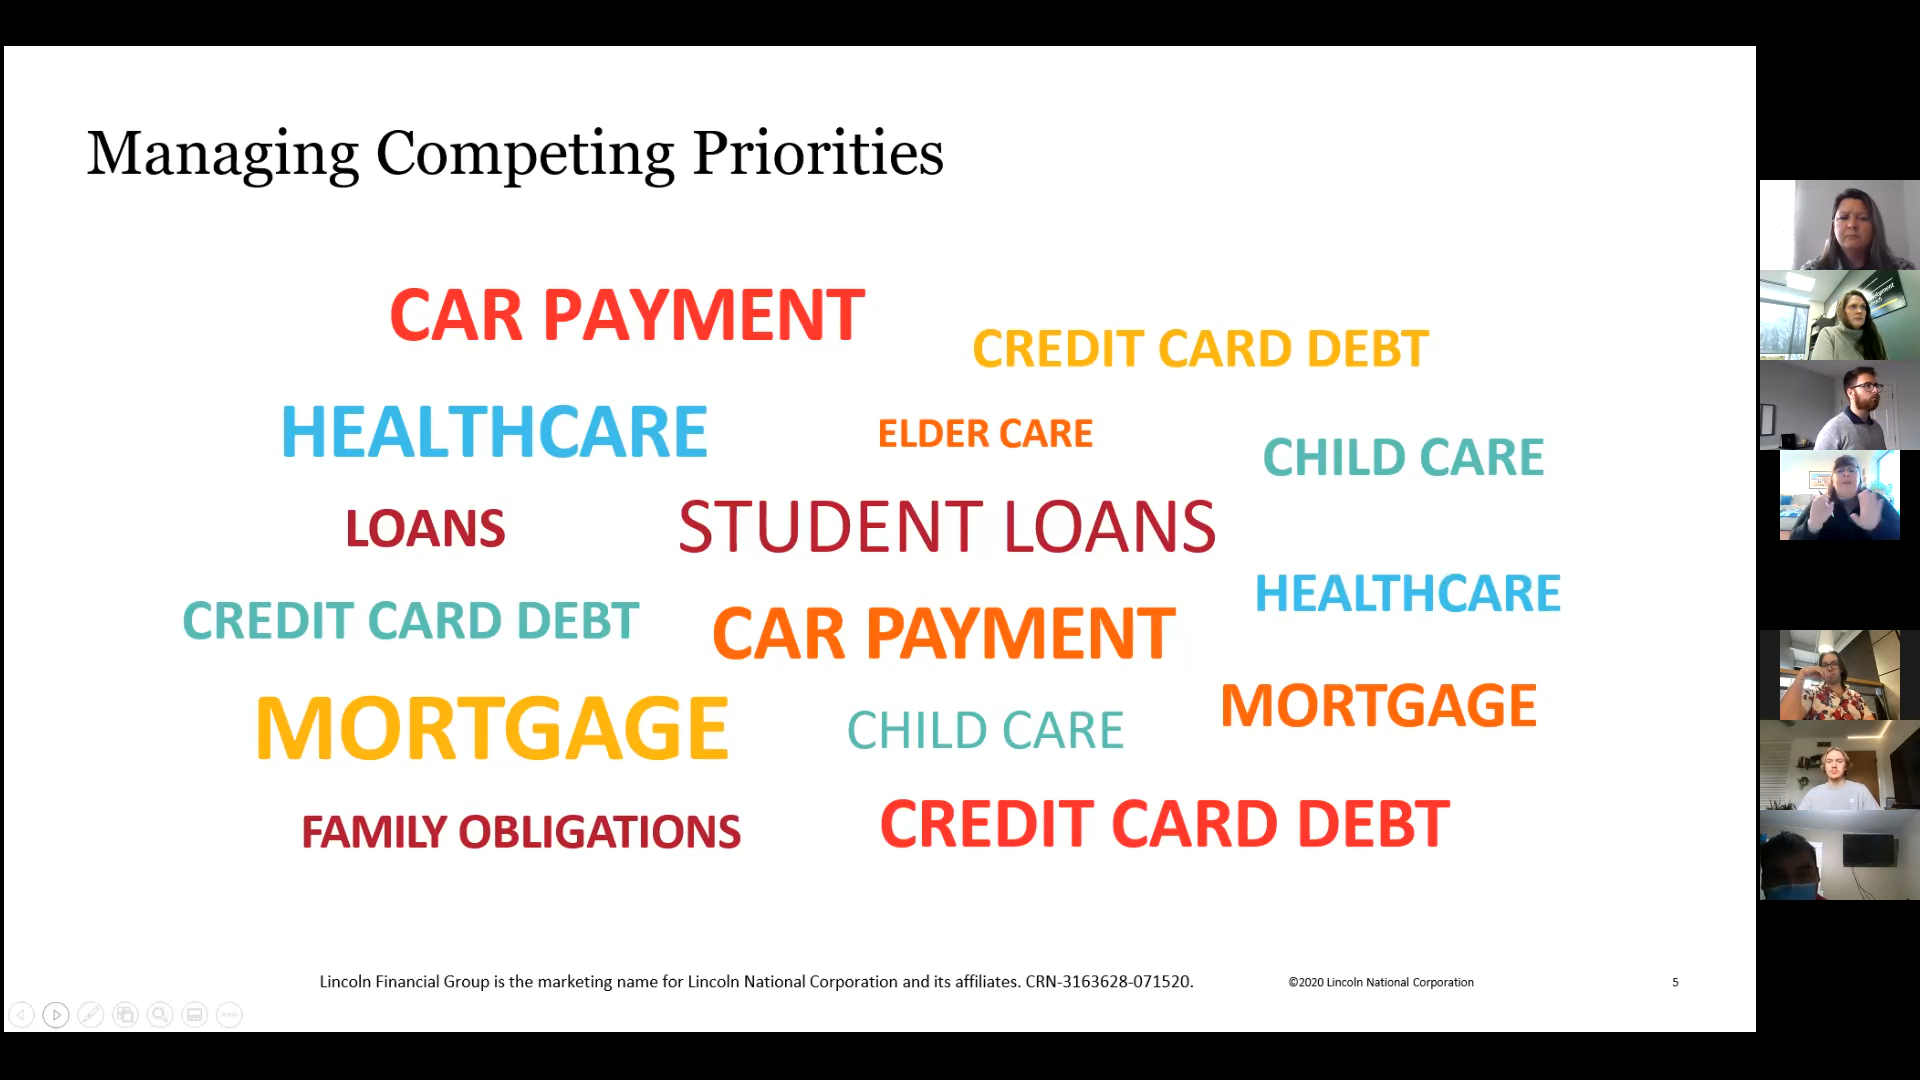 Managing Competing Priorities
CAR PAYMENT
CREDIT CARD DEBT
HEALTHCARE
ELDER CARE
CHILD CARE
LOANS
STUDENT LOANS
HEALTHCARE
CREDIT CARD DEBT
CAR PAYMENT
MORTGAGE
CHILD CARE
MORTGAGE
FAMILY OBLIGATIONS
CREDIT CARD DEBT
Lincoln Financial Group is the marketing name for Lincoln National Corporation and its affiliates. CRN-3163628-071520.
©2020 Lincoln National Corporation
5